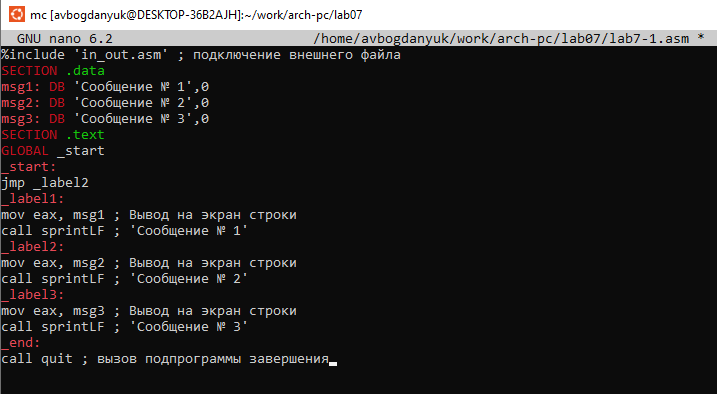 mc [avbogdanyuk@DESKTOP-36B2AJH]:~/work/arch-pc/lab07
GNU nano 6.2 /home/avbogdanyuk/work/arch-pc/lab07/lab7-1.asm *
%include 'in_out.asm' ; подключение внешнего файла
SECTION .data
msg1: DB 'Сообщение № 1',0
msg2: DB 'Сообщение № 2',0
msg3: DB 'Сообщение № 3',0
SECTION .text
GLOBAL _start
_start:
jmp _label2
_label1:
mov eax, msg1 ; Вывод на экран строки
call sprintLF ; 'Сообщение № 1'
_label2:
mov eax, msg2 ; Вывод на экран строки
call sprintLF ; 'Сообщение № 2'
_label3:
mov eax, msg3 ; Вывод на экран строки
call sprintLF ; 'Сообщение № 3'
_end:
call quit ; вызов подпрограммы завершения